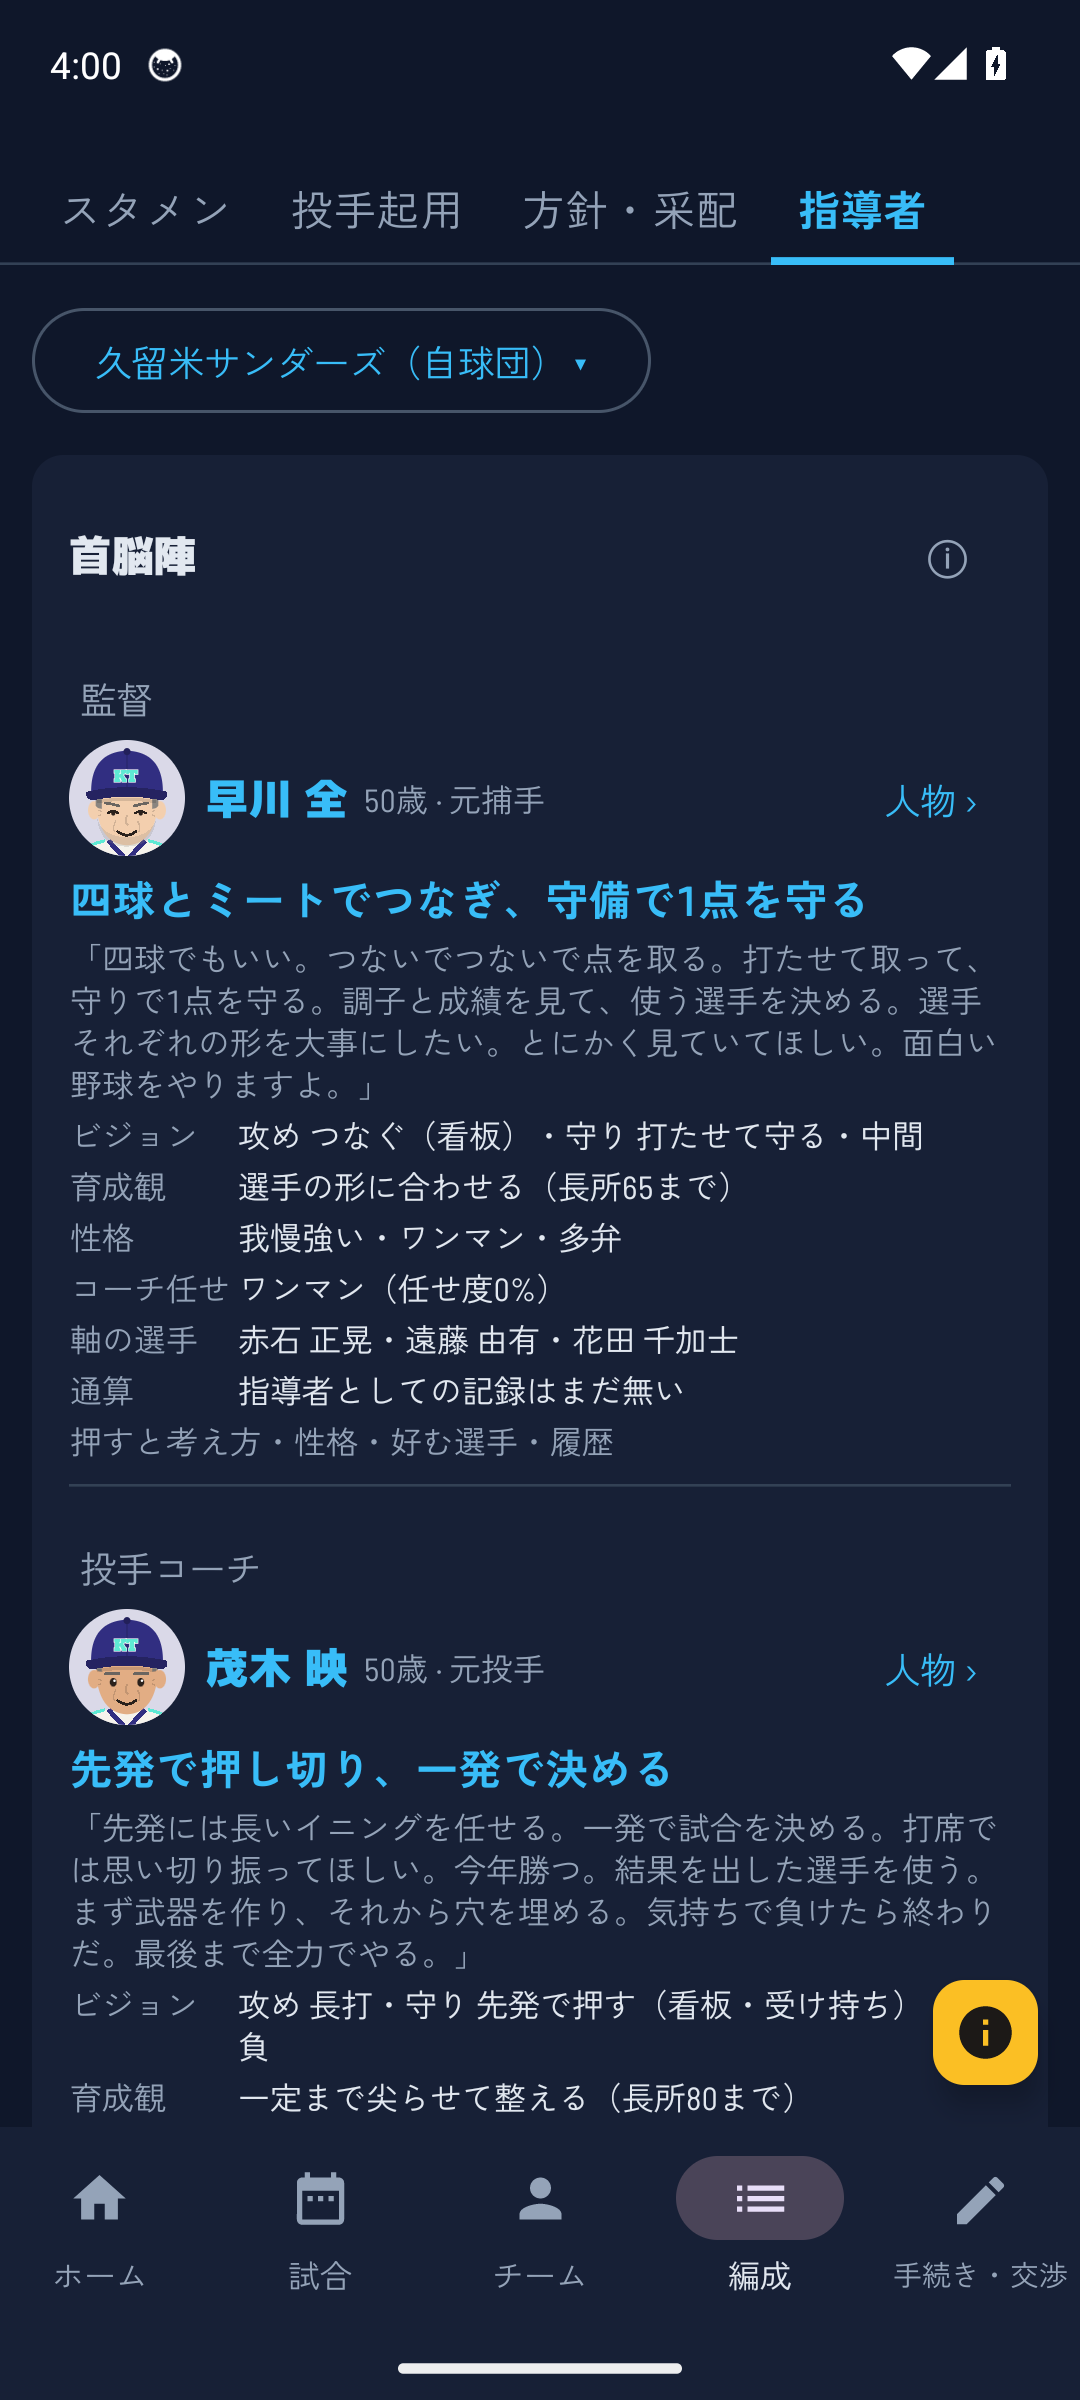 4:00
スタメン 投手起用 方針・采配 指導者
久留米サンダーズ（自球団） ▾
首脳陣
監督
KT
早川 全 50歳・元捕手 人物 ›
四球とミートでつなぎ、守備で1点を守る
「四球でもいい。つないでつないで点を取る。打たせて取って、
守りで1点を守る。調子と成績を見て、使う選手を決める。選手
それぞれの形を大事にしたい。とにかく見ていてほしい。面白い
野球をやりますよ。」
ビジョン 攻め つなぐ（看板）・守り 打たせて守る・中間
育成観 選手の形に合わせる（長所65まで）
性格 我慢強い・ワンマン・多弁
コーチ任せ ワンマン（任せ度0%）
軸の選手 赤石 正晃・遠藤 由有・花田 千加士
通算 指導者としての記録はまだ無い
押すと考え方・性格・好む選手・履歴
投手コーチ
KT
茂木 映 50歳・元投手 人物 ›
先発で押し切り、一発で決める
「先発には長いイニングを任せる。一発で試合を決める。打席で
は思い切り振ってほしい。今年勝つ。結果を出した選手を使う。
まず武器を作り、それから穴を埋める。気持ちで負けたら終わり
だ。最後まで全力でやる。」
ビジョン 攻め 長打・守り 先発で押す（看板・受け持ち）
負
育成観 一定まで尖らせて整える（長所80まで）
ホーム 試合 チーム 編成 手続き・交渉